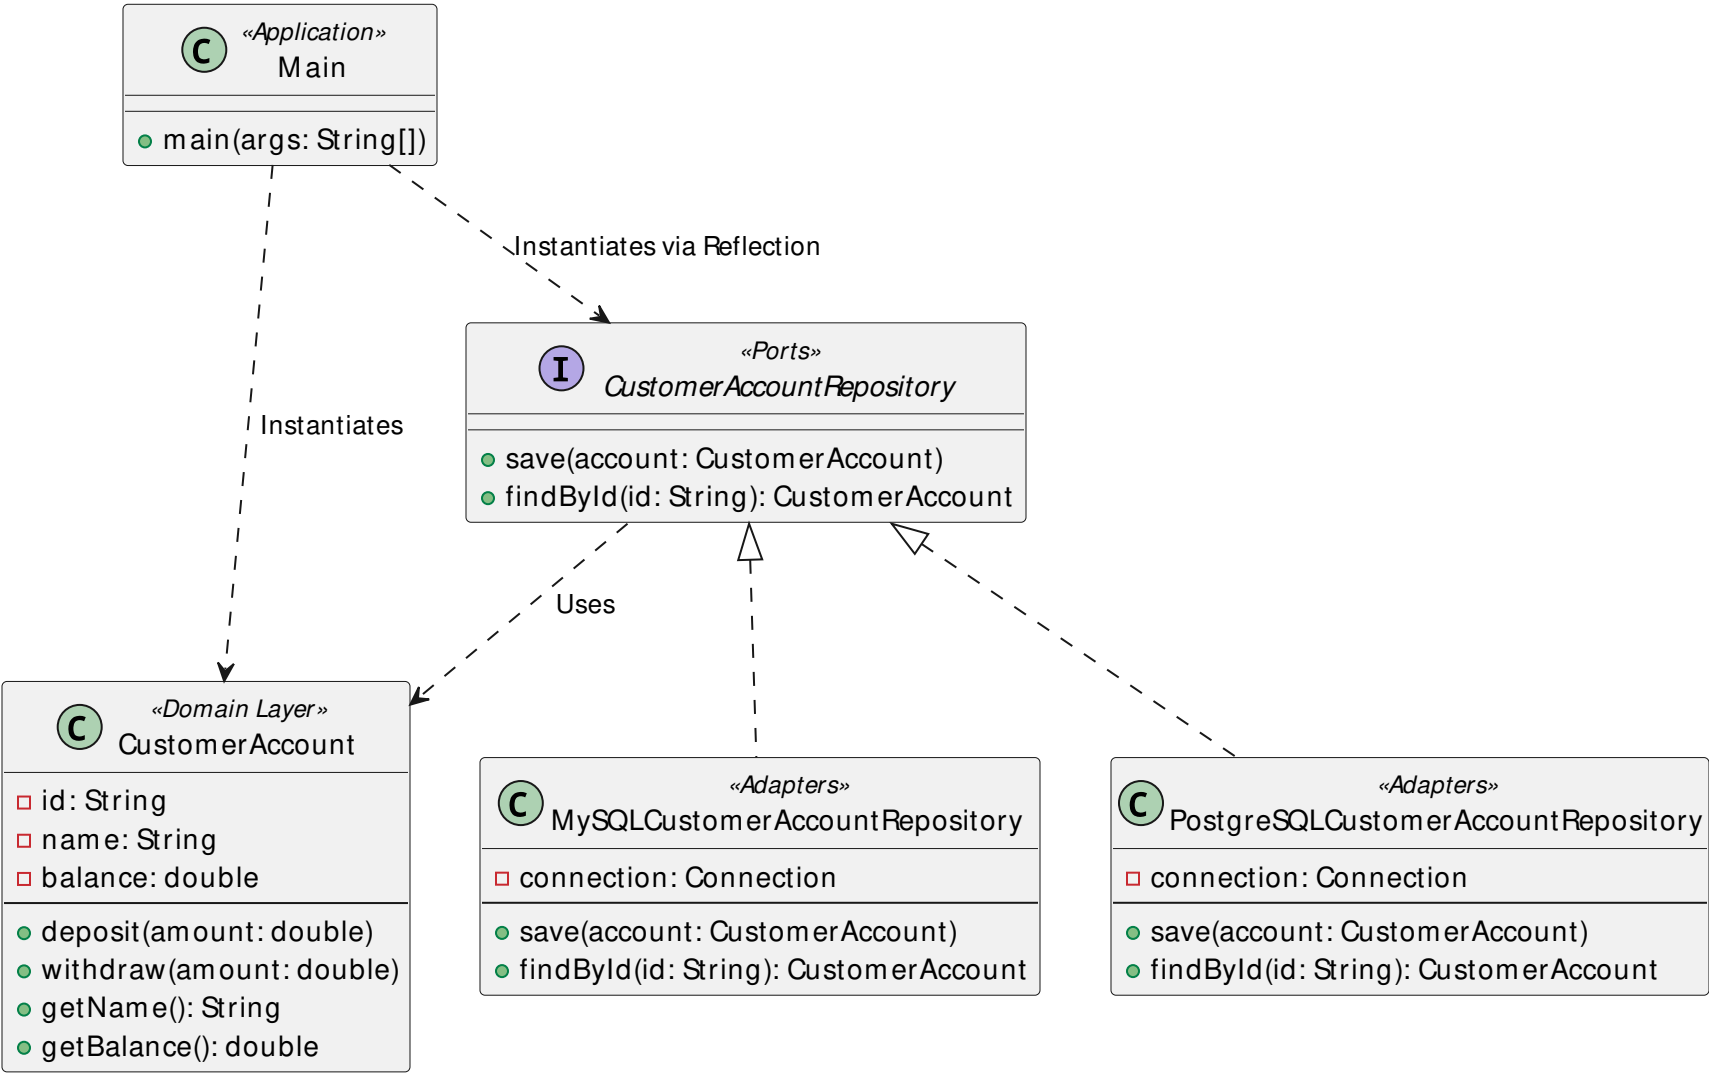 C
«Application»
Main
main(args: String[])
Instantiates via Reflection
I
«Ports»
CustomerAccountRepository
save(account: CustomerAccount)
findById(id: String): CustomerAccount
Instantiates
Uses
C
«Domain Layer»
CustomerAccount
id: String
name: String
balance: double
deposit(amount: double)
withdraw(amount: double)
getName(): String
getBalance(): double
C
«Adapters»
MySQLCustomerAccountRepository
connection: Connection
save(account: CustomerAccount)
findById(id: String): CustomerAccount
C
«Adapters»
PostgreSQLCustomerAccountRepository
connection: Connection
save(account: CustomerAccount)
findById(id: String): CustomerAccount